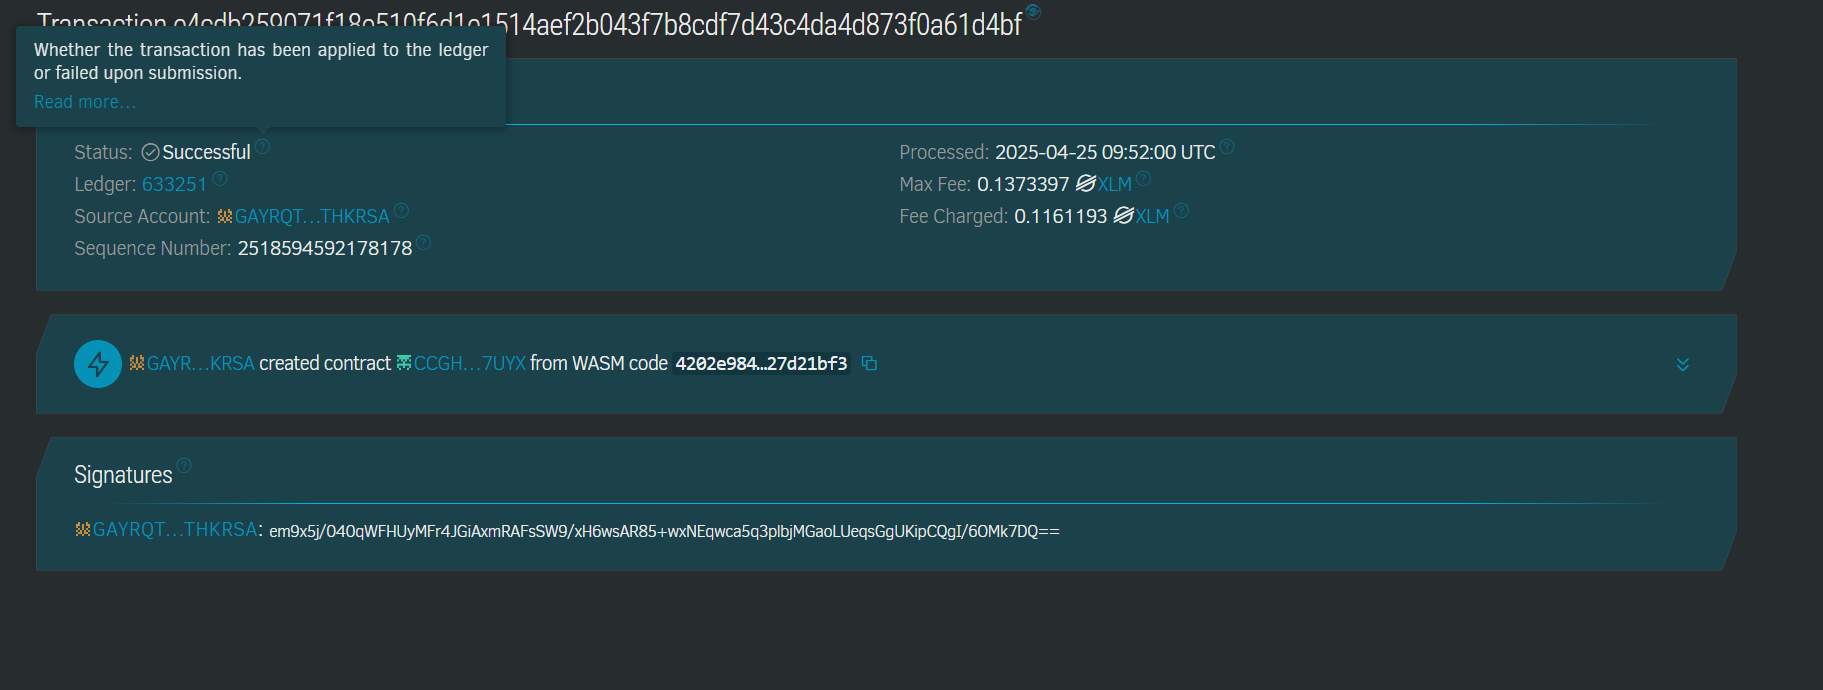 Transaction e4cdb259071f18e510f6d1e1514aef2b043f7b8cdf7d43c4da4d873f0a61d4bf
Whether the transaction has been applied to the ledger
or failed upon submission.
Read more…
Status: Successful
Ledger: 633251
Source Account: GAYRQT…THKRSA
Sequence Number: 2518594592178178
Processed: 2025-04-25 09:52:00 UTC
Max Fee: 0.1373397 XLM
Fee Charged: 0.1161193 XLM
GAYR…KRSA created contract CCGH…7UYX from WASM code 4202e984…27d21bf3
Signatures
GAYRQT…THKRSA: em9x5j/04OqWFHUyMFr4JGiAxmRAFsSW9/xH6wsAR85+wxNEqwca5q3plbjMGaoLUeqsGgUKipCQgI/6OMk7DQ==